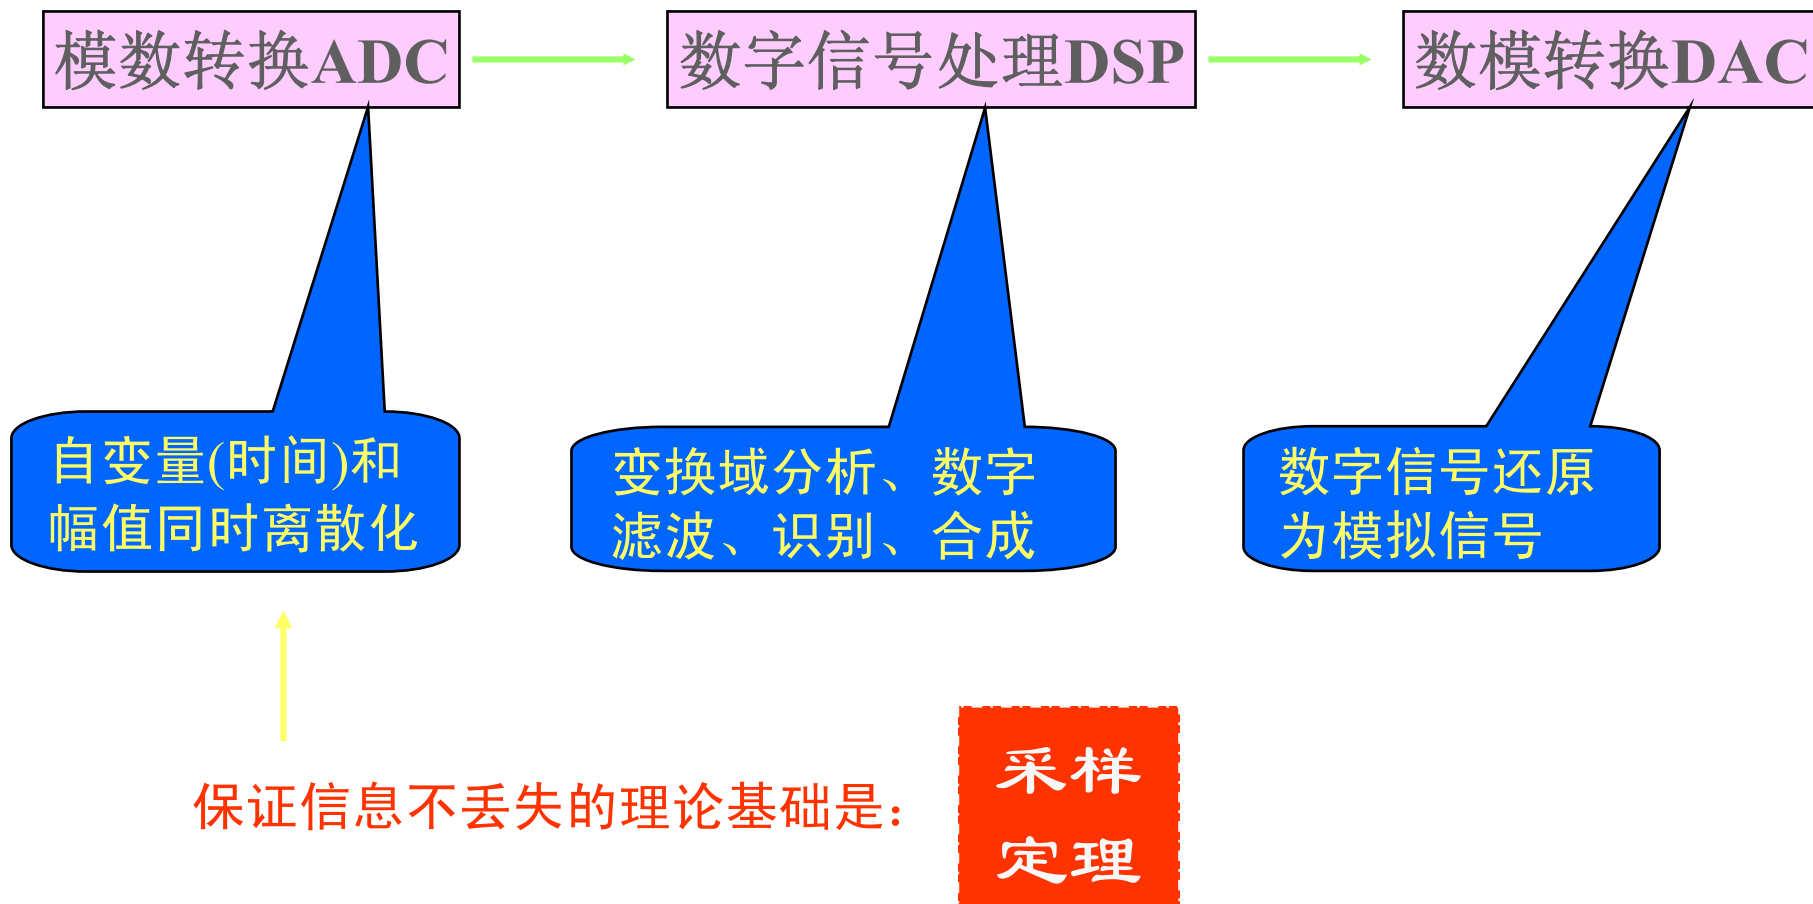 模数转换ADC
数字信号处理DSP
数模转换DAC
自变量(时间)和
幅值同时离散化
变换域分析、数字
滤波、识别、合成
数字信号还原
为模拟信号
保证信息不丢失的理论基础是：
采样
定理